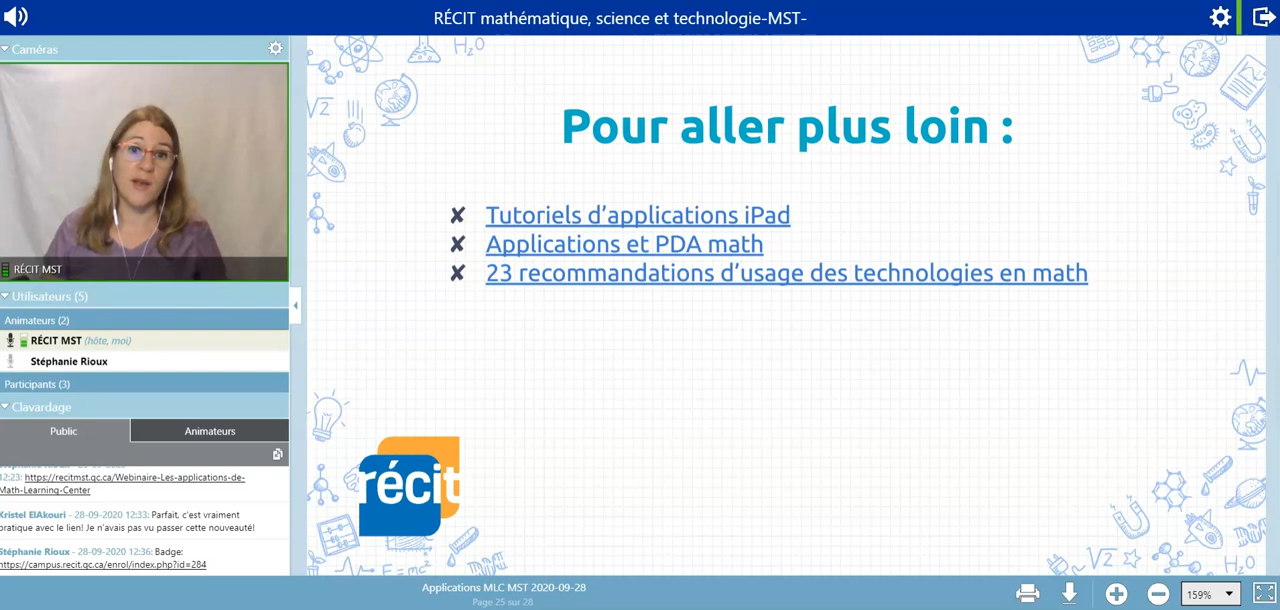 RÉCIT mathématique, science et technologie-MST-
Caméras
RÉCIT MST
Utilisateurs (5)
Animateurs (2)
RÉCIT MST (hôte, moi)
Stéphanie Rioux
Participants (3)
Clavardage
Public
Animateurs
12:23: https://recitmst.qc.ca/Webinaire-Les-applications-de-
Math-Learning-Center
Kristel ElAkouri - 28-09-2020 12:33: Parfait, c'est vraiment
pratique avec le lien! Je n'avais pas vu passer cette nouveauté!
Stéphanie Rioux - 28-09-2020 12:36: Badge:
https://campus.recit.qc.ca/enrol/index.php?id=284
H₂O
√2
Pour aller plus loin :
✘ Tutoriels d'applications iPad
✘ Applications et PDA math
✘ 23 recommandations d'usage des technologies en math
récit
E=mc²
√2
H₂O
Applications MLC MST 2020-09-28
Page 25 sur 28
159%